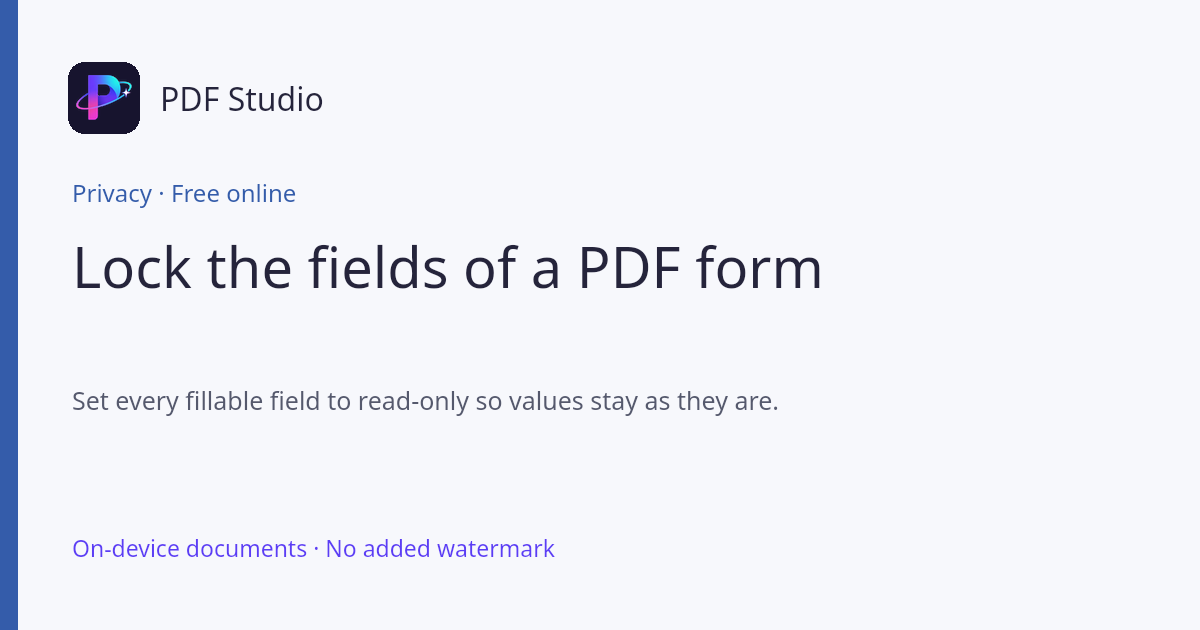 PDF Studio
Privacy · Free online
Lock the fields of a PDF form
Set every fillable field to read-only so values stay as they are.
On-device documents · No added watermark